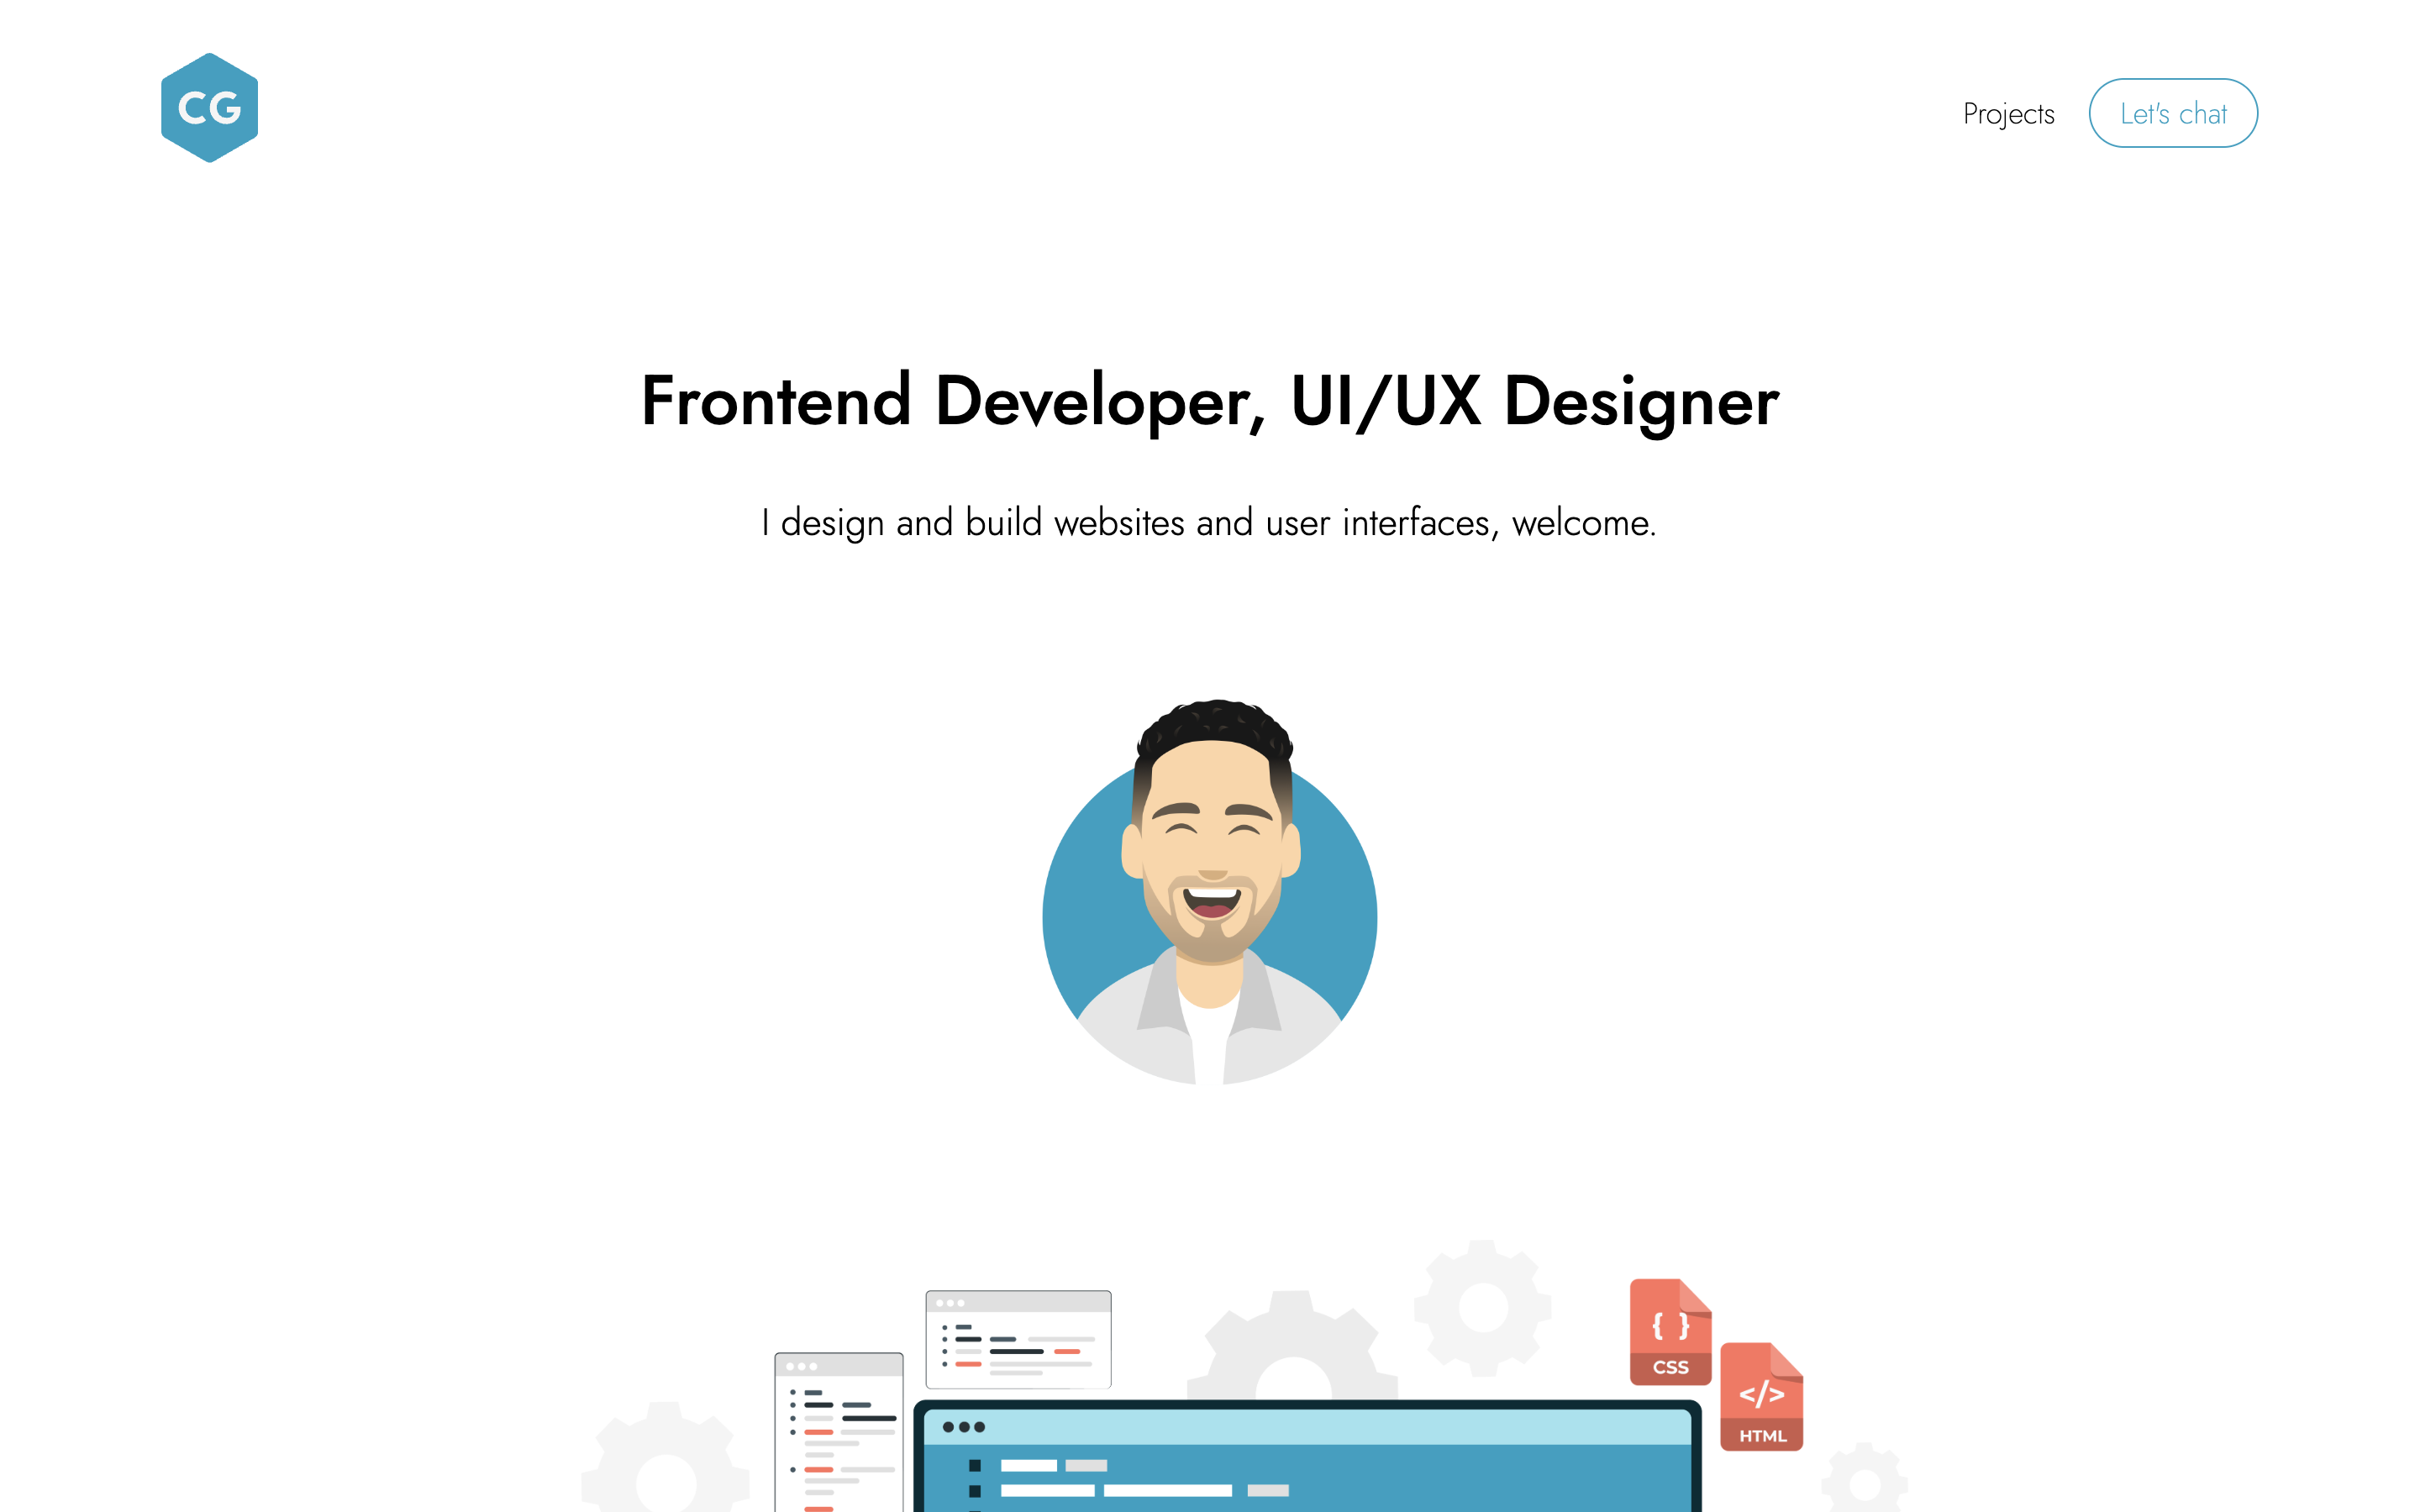 CG
Projects
Let's chat
Frontend Developer, UI/UX Designer
I design and build websites and user interfaces, welcome.
{ }
CSS
</>
HTML